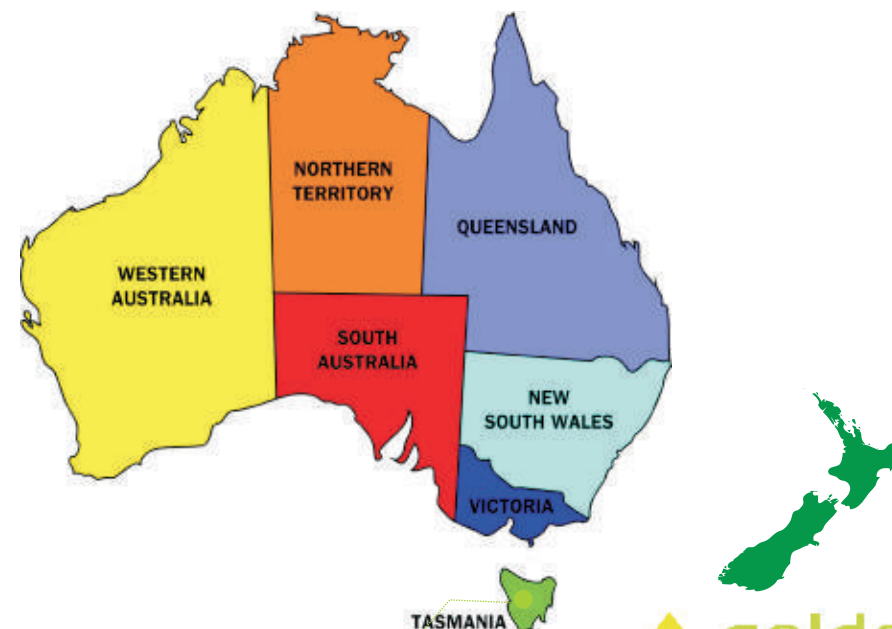 NORTHERN
TERRITORY
QUEENSLAND
WESTERN
AUSTRALIA
SOUTH
AUSTRALIA
NEW
SOUTH WALES
VICTORIA
TASMANIA